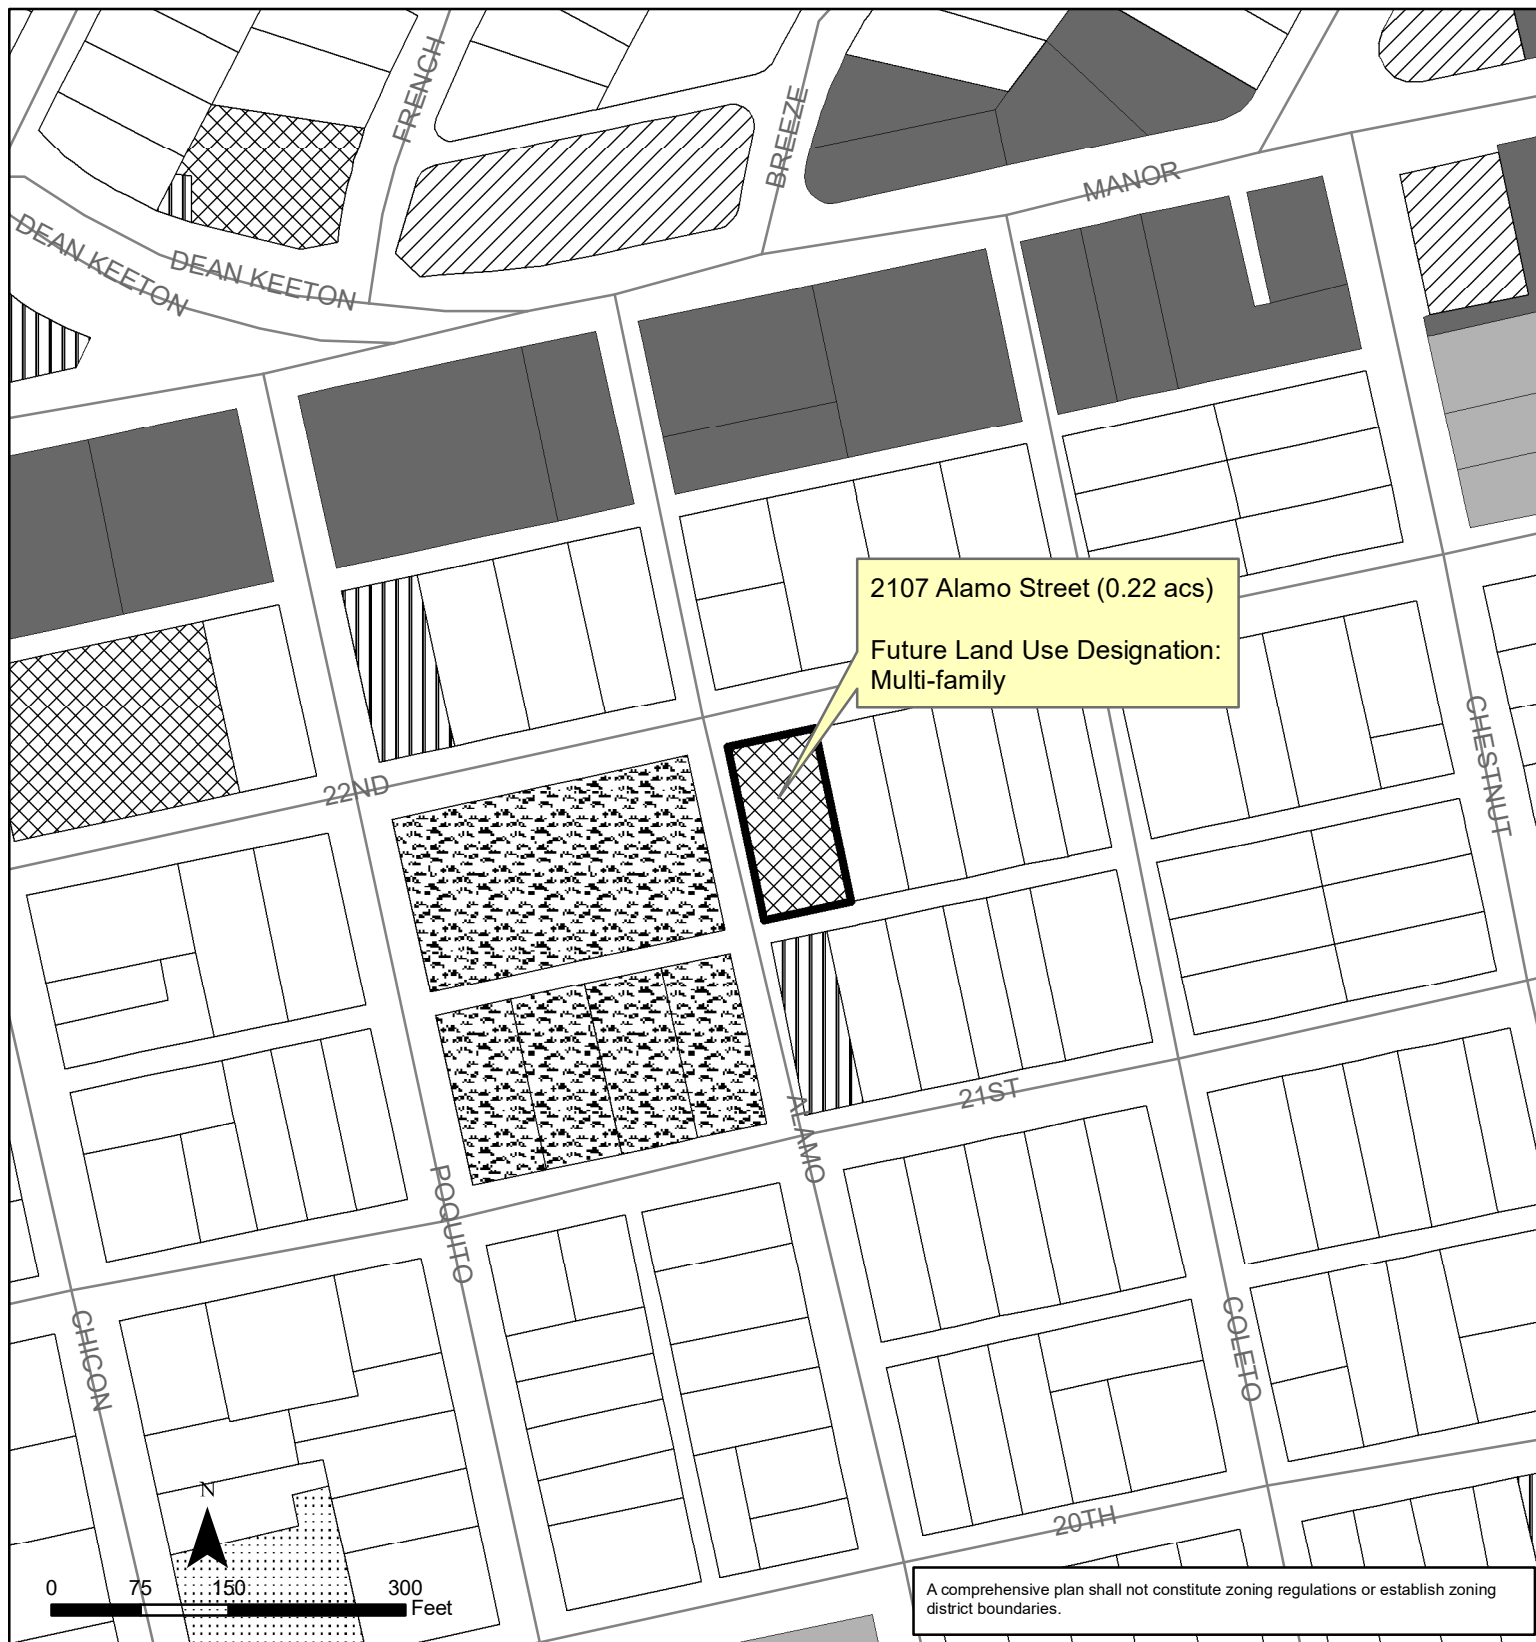 FRENCH
BREEZE
MANOR
DEAN KEETON
DEAN KEETON
2107 Alamo Street (0.22 acs)
Future Land Use Designation:
Multi-family
22ND
CHESTNUT
21ST
ALAMO
POQUITO
CHICON
COLETO
20TH
N
0 75 150 300
Feet
A comprehensive plan shall not constitute zoning regulations or establish zoning
district boundaries.